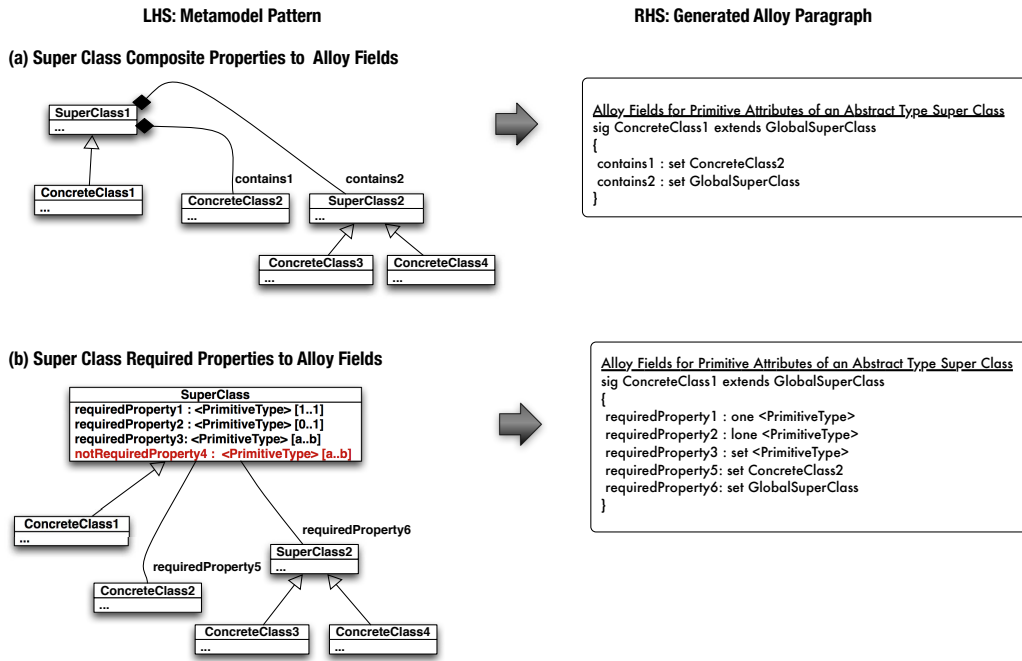 LHS: Metamodel Pattern
RHS: Generated Alloy Paragraph
(a) Super Class Composite Properties to Alloy Fields
SuperClass1
...
ConcreteClass1
...
contains1
ConcreteClass2
...
contains2
SuperClass2
...
ConcreteClass3
...
ConcreteClass4
...
Alloy Fields for Primitive Attributes of an Abstract Type Super Class
sig ConcreteClass1 extends GlobalSuperClass
{
contains1 : set ConcreteClass2
contains2 : set GlobalSuperClass
}
(b) Super Class Required Properties to Alloy Fields
SuperClass
requiredProperty1 : <PrimitiveType> [1..1]
requiredProperty2 : <PrimitiveType> [0..1]
requiredProperty3: <PrimitiveType> [a..b]
notRequiredProperty4 : <PrimitiveType> [a..b]
ConcreteClass1
...
requiredProperty5
ConcreteClass2
...
requiredProperty6
SuperClass2
...
ConcreteClass3
...
ConcreteClass4
...
Alloy Fields for Primitive Attributes of an Abstract Type Super Class
sig ConcreteClass1 extends GlobalSuperClass
{
requiredProperty1 : one <PrimitiveType>
requiredProperty2 : lone <PrimitiveType>
requiredProperty3 : set <PrimitiveType>
requiredProperty5: set ConcreteClass2
requiredProperty6: set GlobalSuperClass
}